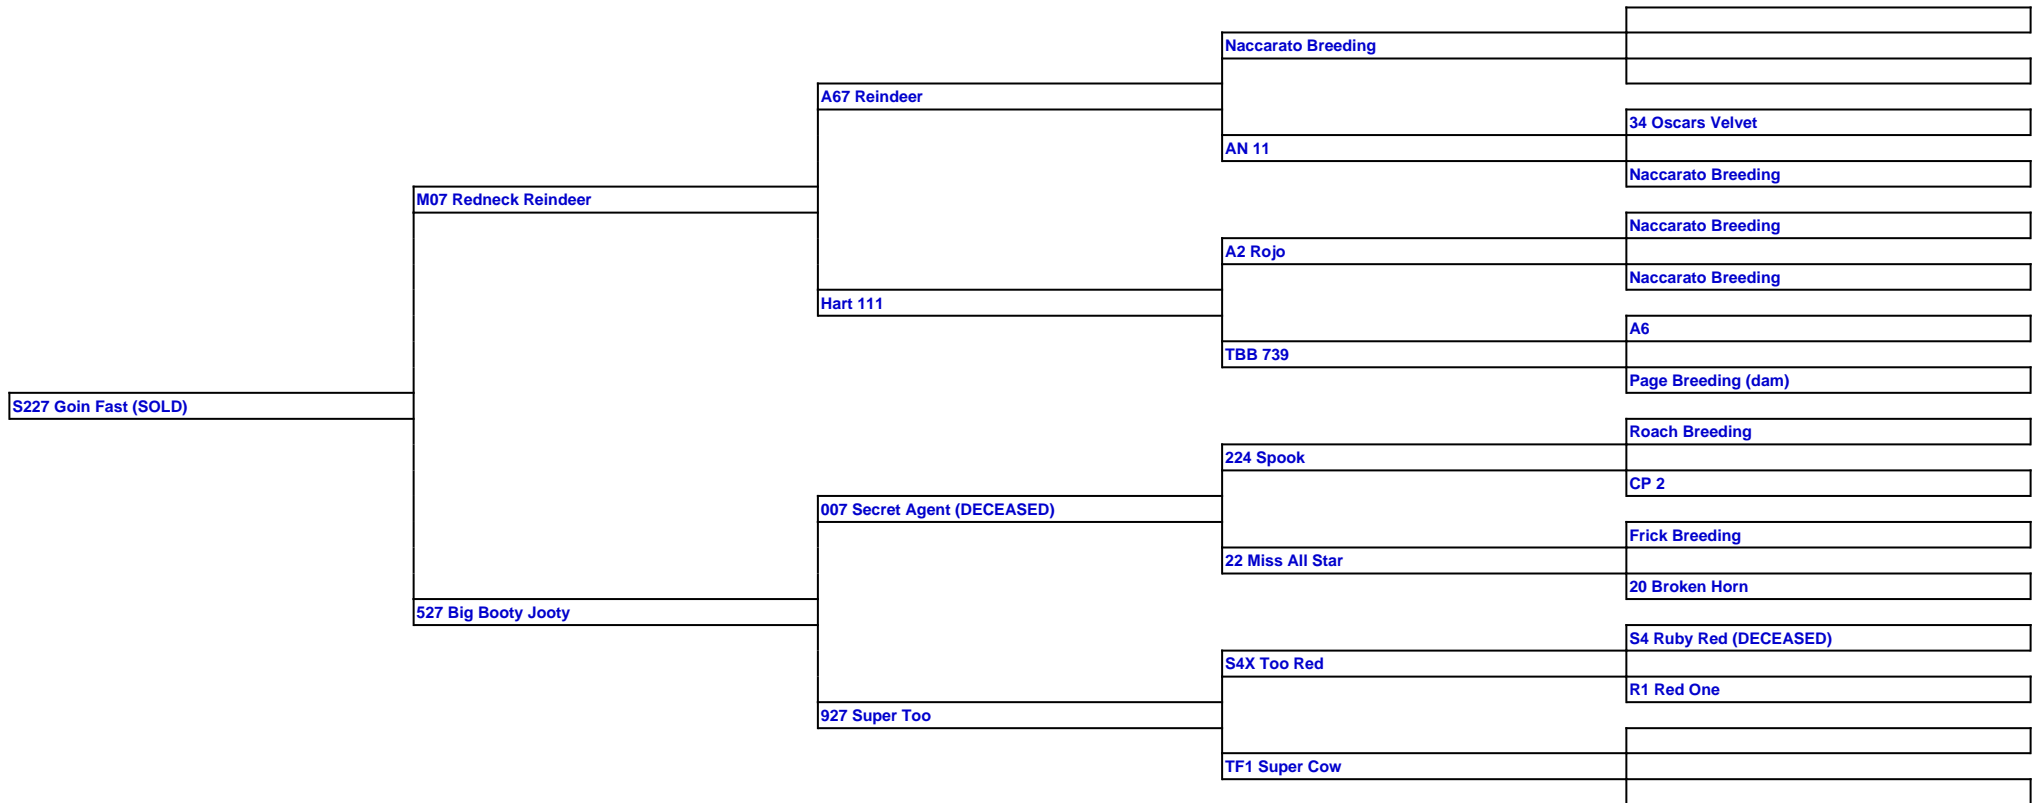 Naccarato Breeding
A67 Reindeer
34 Oscars Velvet
AN 11
Naccarato Breeding
M07 Redneck Reindeer
Naccarato Breeding
A2 Rojo
Naccarato Breeding
Hart 111
A6
TBB 739
Page Breeding (dam)
S227 Goin Fast (SOLD)
Roach Breeding
224 Spook
CP 2
007 Secret Agent (DECEASED)
Frick Breeding
22 Miss All Star
20 Broken Horn
527 Big Booty Jooty
S4 Ruby Red (DECEASED)
S4X Too Red
R1 Red One
927 Super Too
TF1 Super Cow